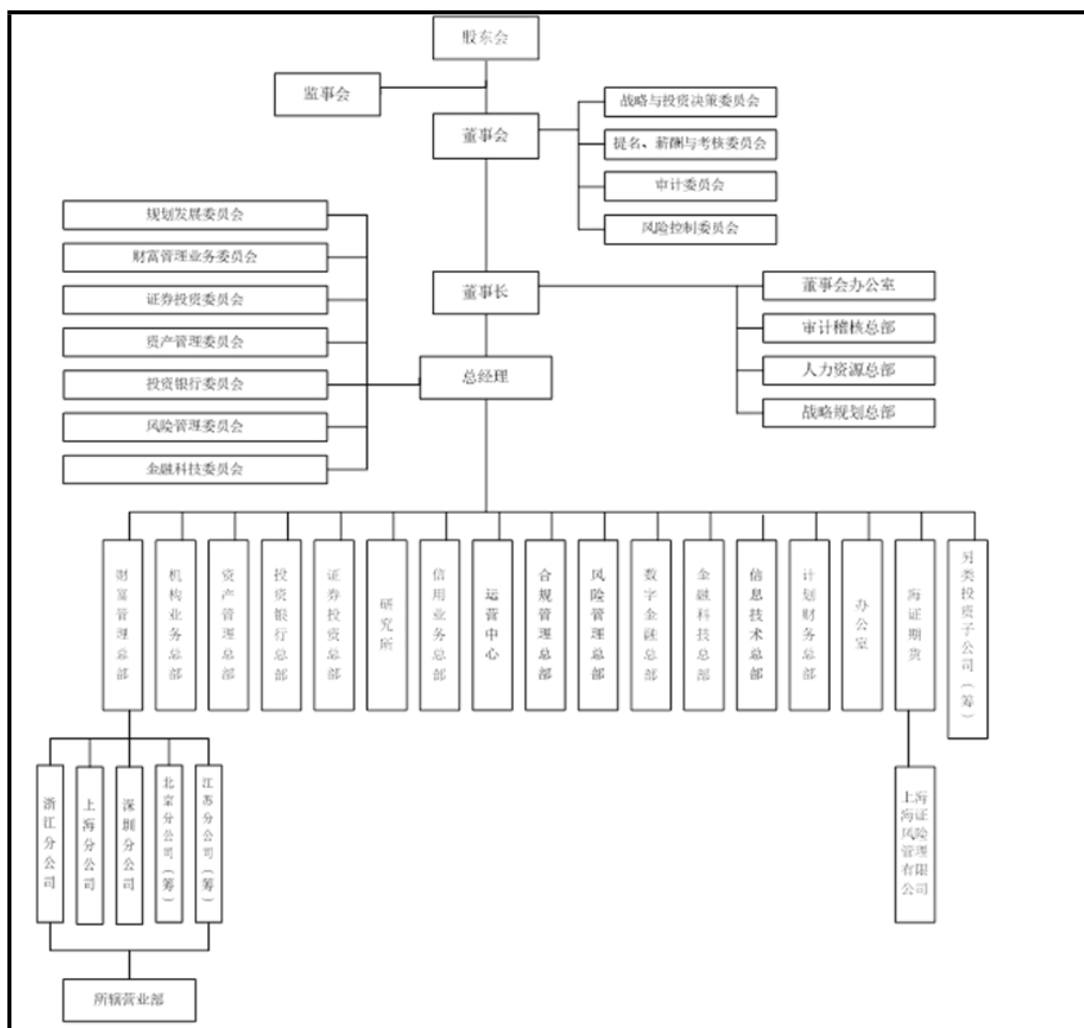 股东会
监事会
董事会
战略与投资决策委员会
提名、薪酬与考核委员会
审计委员会
风险控制委员会
规划发展委员会
财富管理业务委员会
证券投资委员会
资产管理委员会
投资银行委员会
风险管理委员会
金融科技委员会
董事长
董事会办公室
审计稽核总部
人力资源总部
战略规划总部
总经理
财富管理总部
机构业务总部
资产管理总部
投资银行总部
证券投资总部
研究所
信用业务总部
运营中心
合规管理总部
风险管理总部
数字金融总部
金融科技总部
信息技术总部
计划财务总部
办公室
海证期货
另类投资子公司（筹）
浙江分公司
上海分公司
深圳分公司
北京分公司（筹）
江苏分公司（筹）
上海
海证
风险
管理
有限
公司
所辖营业部